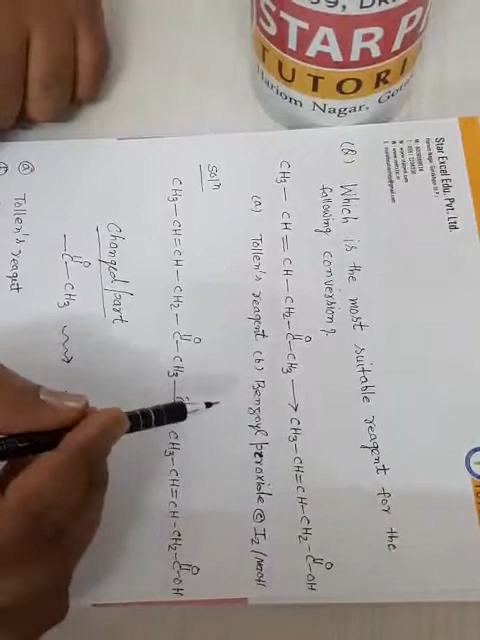 STAR P
TUTORI
Hariom Nagar, Gor
Star Excel Edu. Pvt. Ltd.
(Q.) Which is the most suitable reagent for the
following conversion?
CH₃ — CH = CH — CH₂ — C(=O) — CH₃ → CH₃ — CH = CH — CH₂ — C(=O) — OH
(a) Tollen's reagent (b) Benzoyl peroxide (c) I₂/NaOH
Solⁿ
CH₃ — CH = CH — CH₂ — C(=O) — CH₃ — CH₃ — CH = CH — CH₂ — C(=O) — OH
Changed part
— C(=O) — CH₃
(a) Tollen's reagent